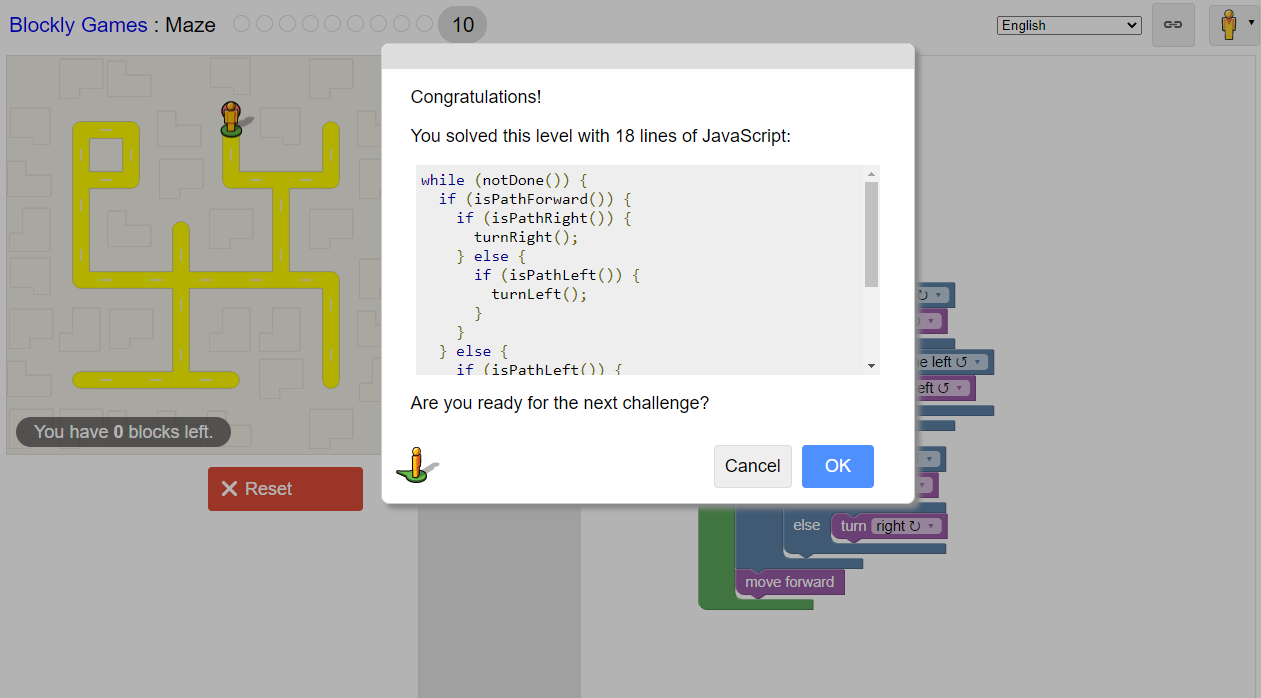 Blockly Games : Maze
10
English
Congratulations!
You solved this level with 18 lines of JavaScript:
while (notDone()) {
  if (isPathForward()) {
    if (isPathRight()) {
      turnRight();
    } else {
      if (isPathLeft()) {
        turnLeft();
      }
    }
  } else {
    if (isPathLeft()) {
Are you ready for the next challenge?
Cancel
OK
You have 0 blocks left.
Reset
left ↺
↺
else
turn
right ↻
move forward